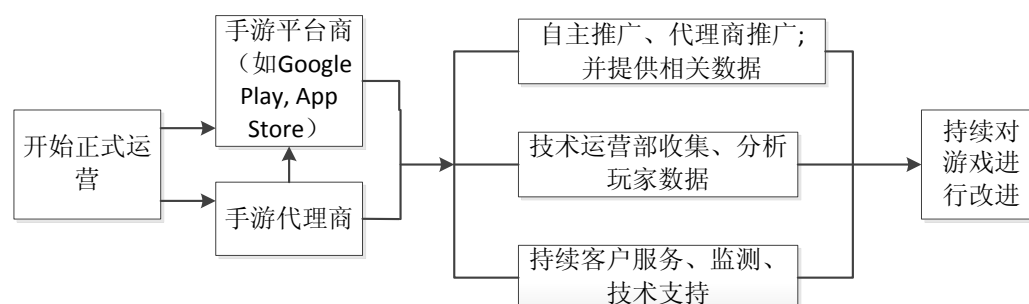 开始正式运
营
手游平台商
（如Google
Play, App
Store）
手游代理商
自主推广、代理商推广;
并提供相关数据
技术运营部收集、分析
玩家数据
持续客户服务、监测、
技术支持
持续对
游戏进
行改进